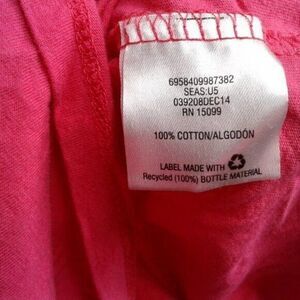 6958409987382
SEAS:U5
039208DEC14
RN 15099
100% COTTON/ALGODÓN
LABEL MADE WITH
Recycled (100%) BOTTLE MATERIAL